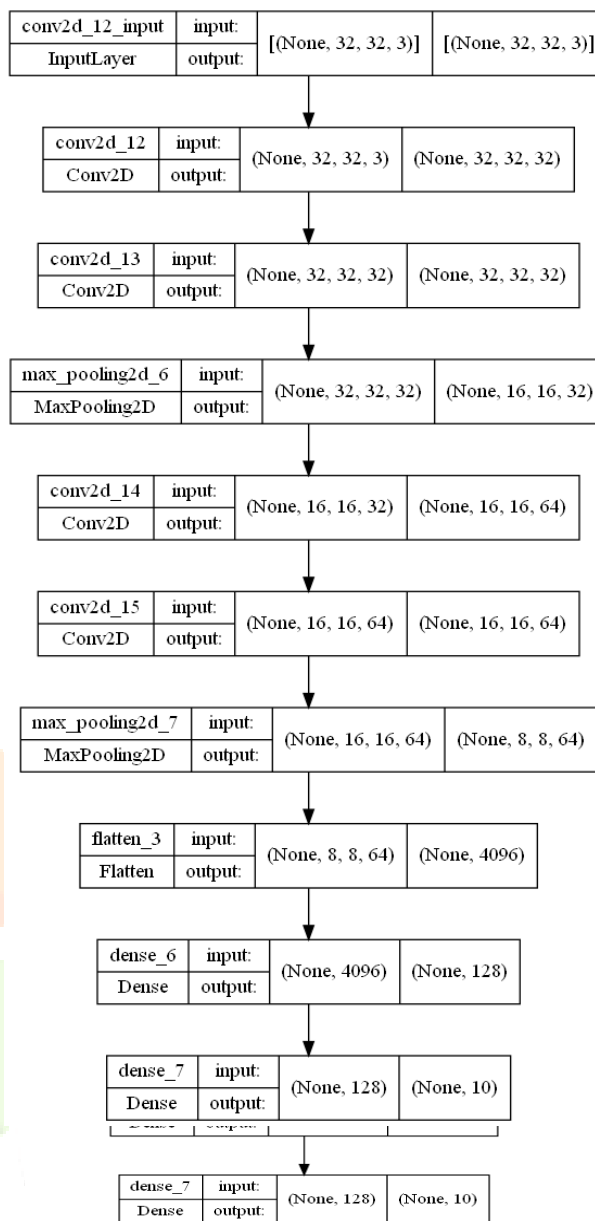 conv2d_12_input input: [(None, 32, 32, 3)] [(None, 32, 32, 3)]
InputLayer output:
conv2d_12 input: (None, 32, 32, 3) (None, 32, 32, 32)
Conv2D output:
conv2d_13 input: (None, 32, 32, 32) (None, 32, 32, 32)
Conv2D output:
max_pooling2d_6 input: (None, 32, 32, 32) (None, 16, 16, 32)
MaxPooling2D output:
conv2d_14 input: (None, 16, 16, 32) (None, 16, 16, 64)
Conv2D output:
conv2d_15 input: (None, 16, 16, 64) (None, 16, 16, 64)
Conv2D output:
max_pooling2d_7 input: (None, 16, 16, 64) (None, 8, 8, 64)
MaxPooling2D output:
flatten_3 input: (None, 8, 8, 64) (None, 4096)
Flatten output:
dense_6 input: (None, 4096) (None, 128)
Dense output:
dense_7 input: (None, 128) (None, 10)
Dense output:
dense_7 input: (None, 128) (None, 10)
Dense output: